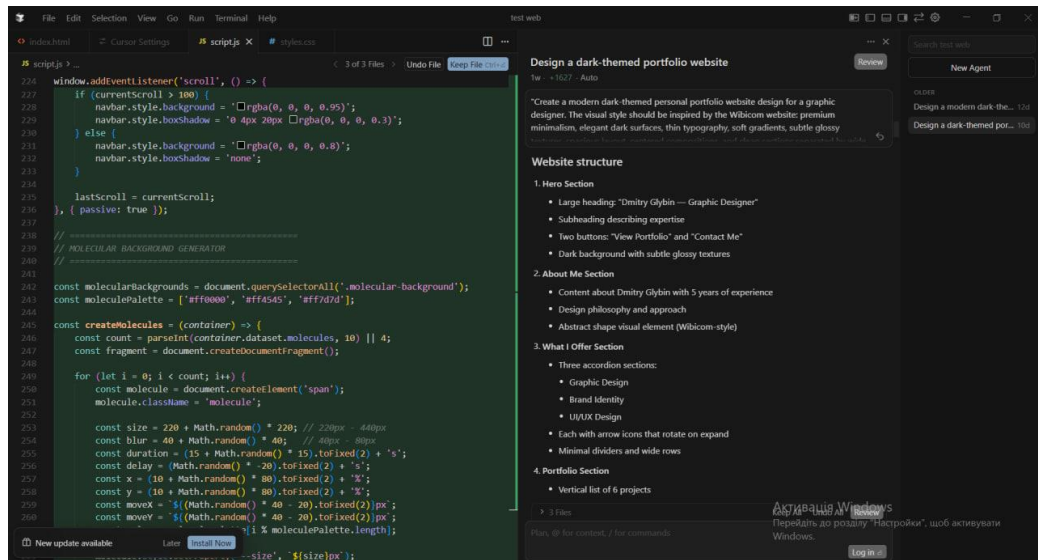 File Edit Selection View Go Run Terminal Help
test web
index.html
Cursor Settings
JS script.js
# styles.css
JS script.js > ...
3 of 3 Files
Undo File
Keep File Ctrl+⏎
224 window.addEventListener('scroll', () => {
227 if (currentScroll > 100) {
228 navbar.style.background = 'rgba(0, 0, 0, 0.95)';
229 navbar.style.boxShadow = '0 4px 20px rgba(0, 0, 0, 0.3)';
230 } else {
231 navbar.style.background = 'rgba(0, 0, 0, 0.8)';
232 navbar.style.boxShadow = 'none';
233 }
234
235 lastScroll = currentScroll;
236 }, { passive: true });
237
238 // ============================================
239 // MOLECULAR BACKGROUND GENERATOR
240 // ============================================
241
242 const molecularBackgrounds = document.querySelectorAll('.molecular-background');
243 const moleculePalette = ['#ff0000', '#ff4545', '#ff7d7d'];
244
245 const createMolecules = (container) => {
246 const count = parseInt(container.dataset.molecules, 10) || 4;
247 const fragment = document.createDocumentFragment();
248
249 for (let i = 0; i < count; i++) {
250 const molecule = document.createElement('span');
251 molecule.className = 'molecule';
252
253 const size = 220 + Math.random() * 220; // 220px - 440px
254 const blur = 40 + Math.random() * 40; // 40px - 80px
255 const duration = (15 + Math.random() * 15).toFixed(2) + 's';
256 const delay = (Math.random() * -20).toFixed(2) + 's';
257 const x = (10 + Math.random() * 80).toFixed(2) + '%';
258 const y = (10 + Math.random() * 80).toFixed(2) + '%';
259 const moveX = `${(Math.random() * 40 - 20).toFixed(2)}px`;
260 const moveY = `${(Math.random() * 40 - 20).toFixed(2)}px`;
[i % moleculePalette.length];
New update available
Later
Install Now
--size', `${size}px`);
Design a dark-themed portfolio website
1w · +1627 · Auto
Review
"Create a modern dark-themed personal portfolio website design for a graphic
designer. The visual style should be inspired by the Wibicom website: premium
minimalism, elegant dark surfaces, thin typography, soft gradients, subtle glossy
Website structure
1. Hero Section
• Large heading: "Dmitry Glybin — Graphic Designer"
• Subheading describing expertise
• Two buttons: "View Portfolio" and "Contact Me"
• Dark background with subtle glossy textures
2. About Me Section
• Content about Dmitry Glybin with 5 years of experience
• Design philosophy and approach
• Abstract shape visual element (Wibicom-style)
3. What I Offer Section
• Three accordion sections:
• Graphic Design
• Brand Identity
• UI/UX Design
• Each with arrow icons that rotate on expand
• Minimal dividers and wide rows
4. Portfolio Section
• Vertical list of 6 projects
> 3 Files
Keep All
Undo All
Review
Plan, @ for context, / for commands
Log in
Search test web
New Agent
OLDER
Design a modern dark-the... 12d
Design a dark-themed por... 10d
Активація Windows
Перейдіть до розділу "Настройки", щоб активувати
Windows.